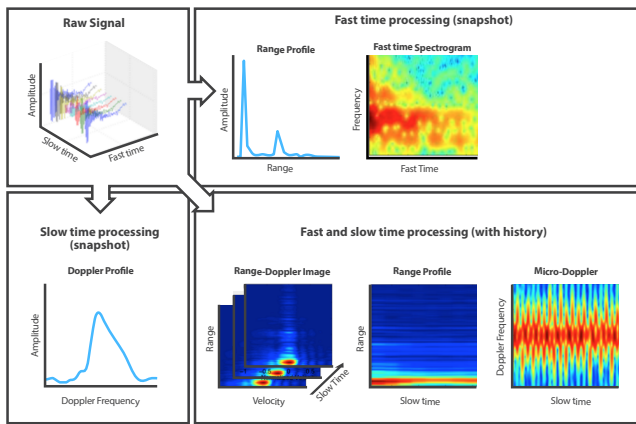 Raw Signal
Amplitude
Slow time
Fast time
Fast time processing (snapshot)
Range Profile
Amplitude
Range
Fast time Spectrogram
Frequency
Fast Time
Slow time processing
(snapshot)
Doppler Profile
Amplitude
Doppler Frequency
Fast and slow time processing (with history)
Range-Doppler Image
Range
Velocity
Slow Time
Range Profile
Range
Slow time
Micro-Doppler
Doppler Frequency
Slow time